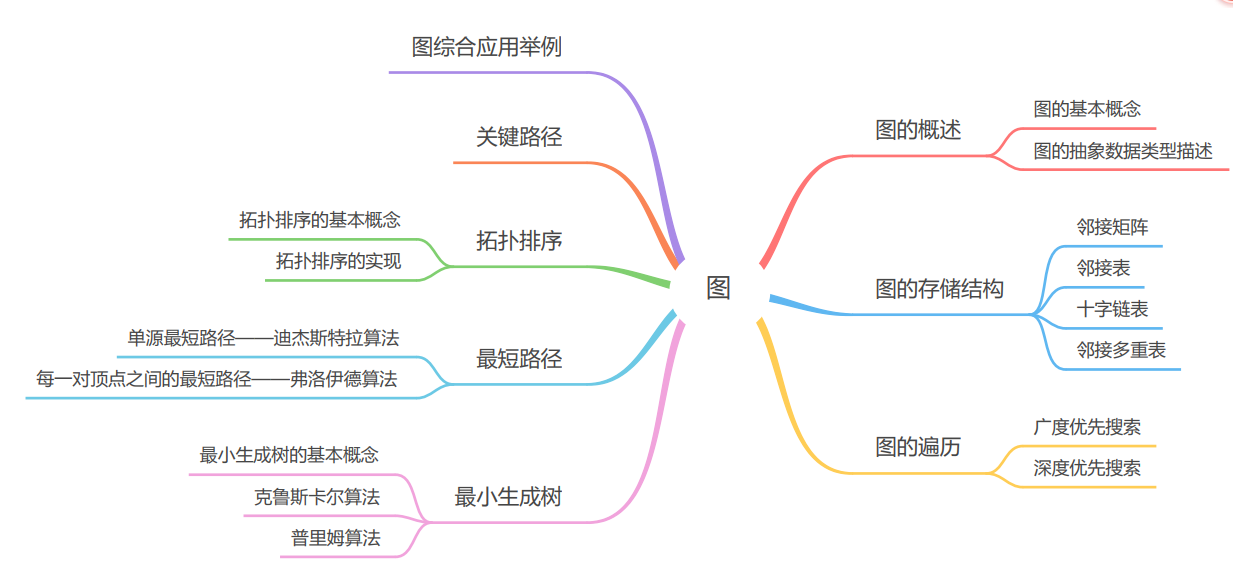 图
图的概述
图的基本概念
图的抽象数据类型描述
图的存储结构
邻接矩阵
邻接表
十字链表
邻接多重表
图的遍历
广度优先搜索
深度优先搜索
最小生成树
最小生成树的基本概念
克鲁斯卡尔算法
普里姆算法
最短路径
单源最短路径——迪杰斯特拉算法
每一对顶点之间的最短路径——弗洛伊德算法
拓扑排序
拓扑排序的基本概念
拓扑排序的实现
关键路径
图综合应用举例